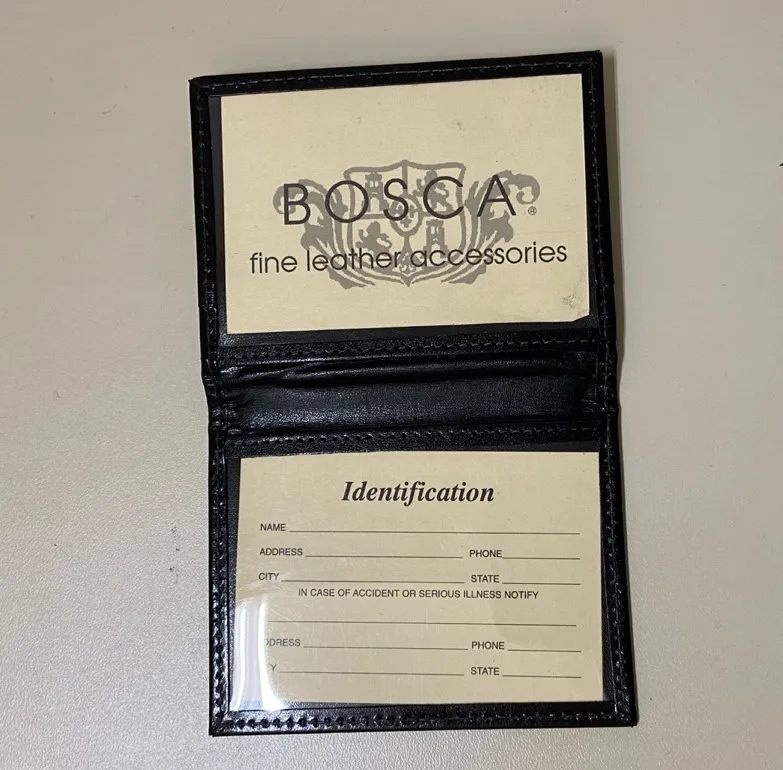 BOSCA®
fine leather accessories
Identification
NAME
ADDRESS PHONE
CITY STATE
IN CASE OF ACCIDENT OR SERIOUS ILLNESS NOTIFY
DDRESS PHONE
Y STATE